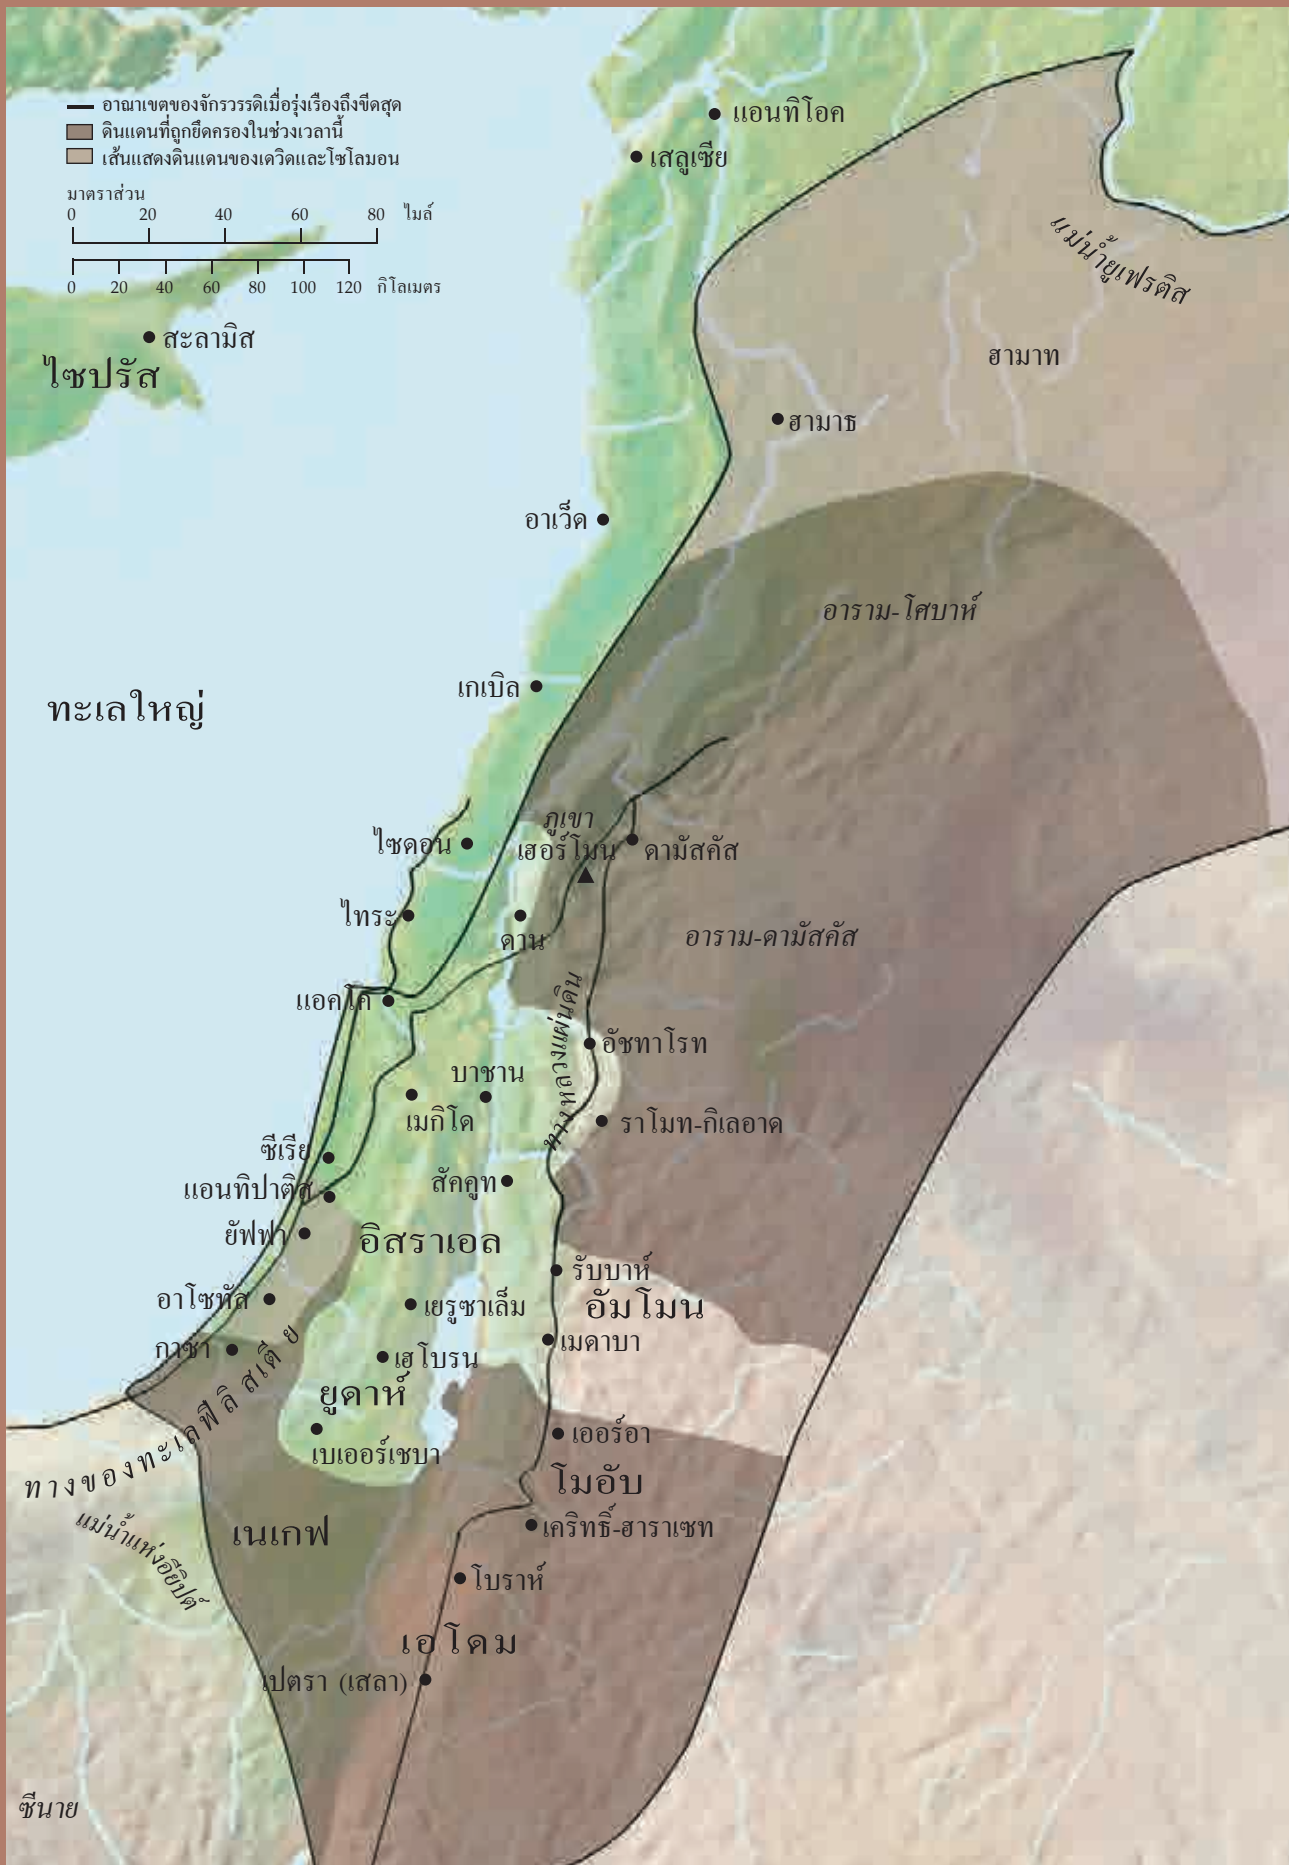 อาณาเขตของจักรวรรดิเมื่อรุ่งเรืองถึงขีดสุด
ดินแดนที่ถูกยึดครองในช่วงเวลานี้
เส้นแสดงดินแดนของเดวิดและโซโลมอน
มาตราส่วน
0 20 40 60 80 ไมล์
0 20 40 60 80 100 120 กิโลเมตร
แอนทิโอค
เสลูเซีย
แม่น้ำยูเฟรติส
สะลามิส
ไซปรัส
ฮามาท
ฮามาธ
อาเว็ด
อาราม-โศบาห์
เกเบิล
ทะเลใหญ่
ภูเขา
เฮอร์โมน
ไซดอน
ดามัสคัส
ไทระ
ดาน
อาราม-ดามัสคัส
แอคโค
ทางหลวงแผ่นดิน
อัชทาโรท
บาชาน
เมกิโด
ราโมท-กิเลอาด
ซีเรีย
แอนทิปาติส
สัคคูท
ยัฟฟา
อิสราเอล
รับบาห์
อาโซทัส
เยรูซาเล็ม
อัมโมน
กาซา
เมดาบา
เฮโบรน
ยูดาห์
ทางของทะเลฟีลิสเตีย
เบเออร์เชบา
เออร์อา
โมอับ
แม่น้ำแห่งอียิปต์
เนเกฟ
เคริทธิ์-ฮาราเซท
โบราห์
เอโดม
เปตรา (เสลา)
ซีนาย